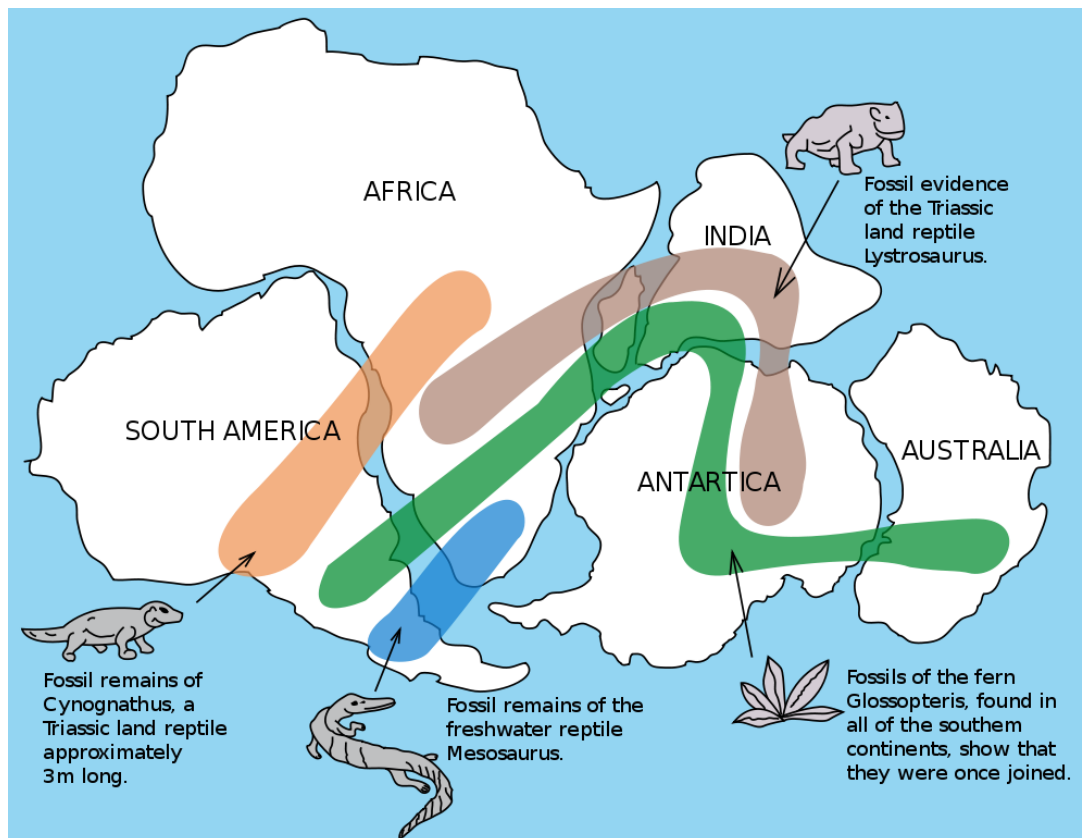 AFRICA
INDIA
SOUTH AMERICA
ANTARTICA
AUSTRALIA
Fossil evidence
of the Triassic
land reptile
Lystrosaurus.
Fossil remains of
Cynognathus, a
Triassic land reptile
approximately
3m long.
Fossil remains of the
freshwater reptile
Mesosaurus.
Fossils of the fern
Glossopteris, found in
all of the southem
continents, show that
they were once joined.